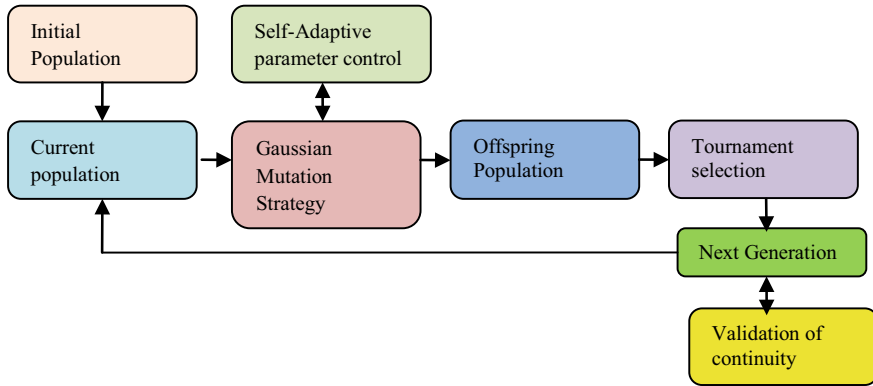 Initial
Population
Self-Adaptive
parameter control
Current
population
Gaussian
Mutation
Strategy
Offspring
Population
Tournament
selection
Next Generation
Validation of
continuity